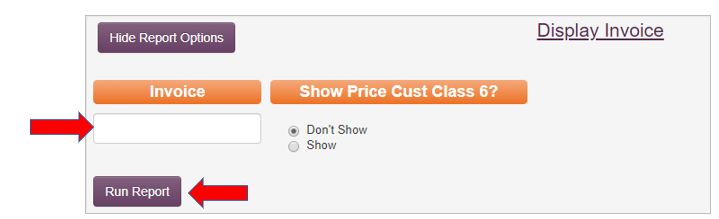 Hide Report Options
Display Invoice
Invoice
Show Price Cust Class 6?
Don't Show
Show
Run Report